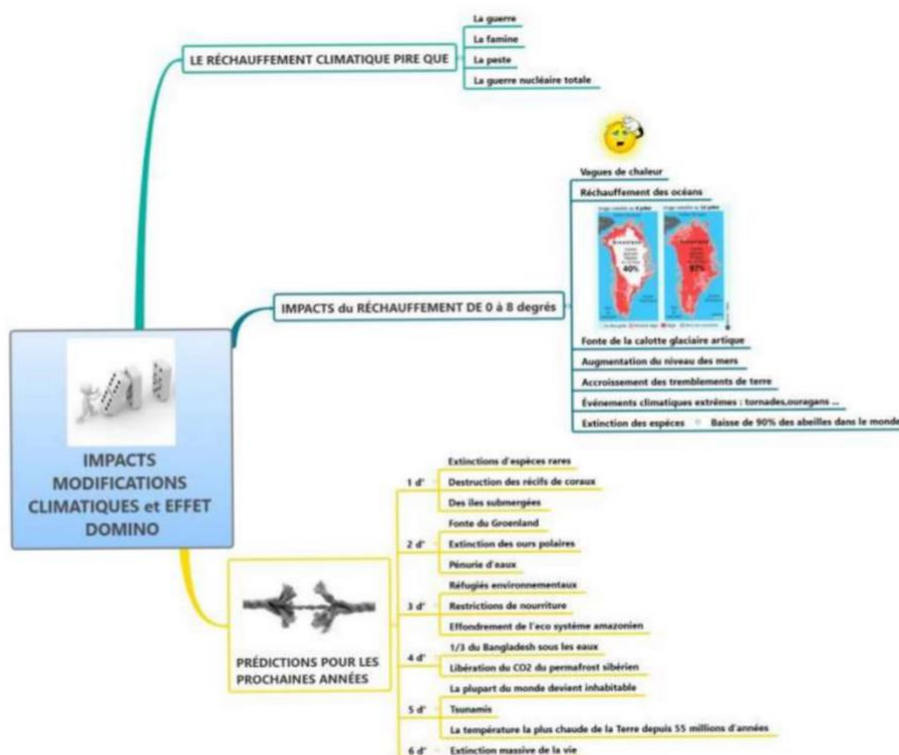 La guerre
La famine
LE RÉCHAUFFEMENT CLIMATIQUE PIRE QUE
La peste
La guerre nucléaire totale
Vagues de chaleur
Réchauffement des océans
40%
97%
IMPACTS du RÉCHAUFFEMENT DE 0 à 8 degrés
Fonte de la calotte glaciaire artique
Augmentation du niveau des mers
Accroissement des tremblements de terre
Événements climatiques extrêmes : tornades,ouragans ...
Extinction des espéces
Baisse de 90% des abeilles dans le monde
IMPACTS
MODIFICATIONS
CLIMATIQUES et EFFET
DOMINO
PRÉDICTIONS POUR LES
PROCHAINES ANNÉES
1 d°
Extinctions d'espèces rares
Destruction des récifs de coraux
Des iles submergées
2 d°
Fonte du Groenland
Extinction des ours polaires
Pénurie d'eaux
3 d°
Réfugiés environnementaux
Restrictions de nourriture
Effondrement de l'eco système amazonien
4 d°
1/3 du Bangladesh sous les eaux
Libération du CO2 du permafrost sibérien
5 d°
La plupart du monde devient inhabitable
Tsunamis
La température la plus chaude de la Terre depuis 55 millions d'années
6 d°
Extinction massive de la vie